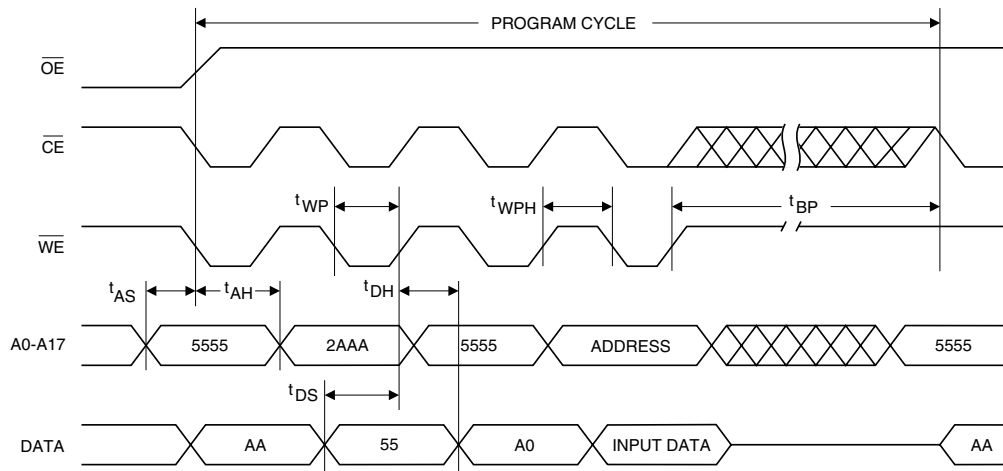 PROGRAM CYCLE
OE
CE
tWP
tWPH
tBP
WE
tAS
tAH
tDH
A0-A17
5555
2AAA
5555
ADDRESS
5555
tDS
DATA
AA
55
A0
INPUT DATA
AA